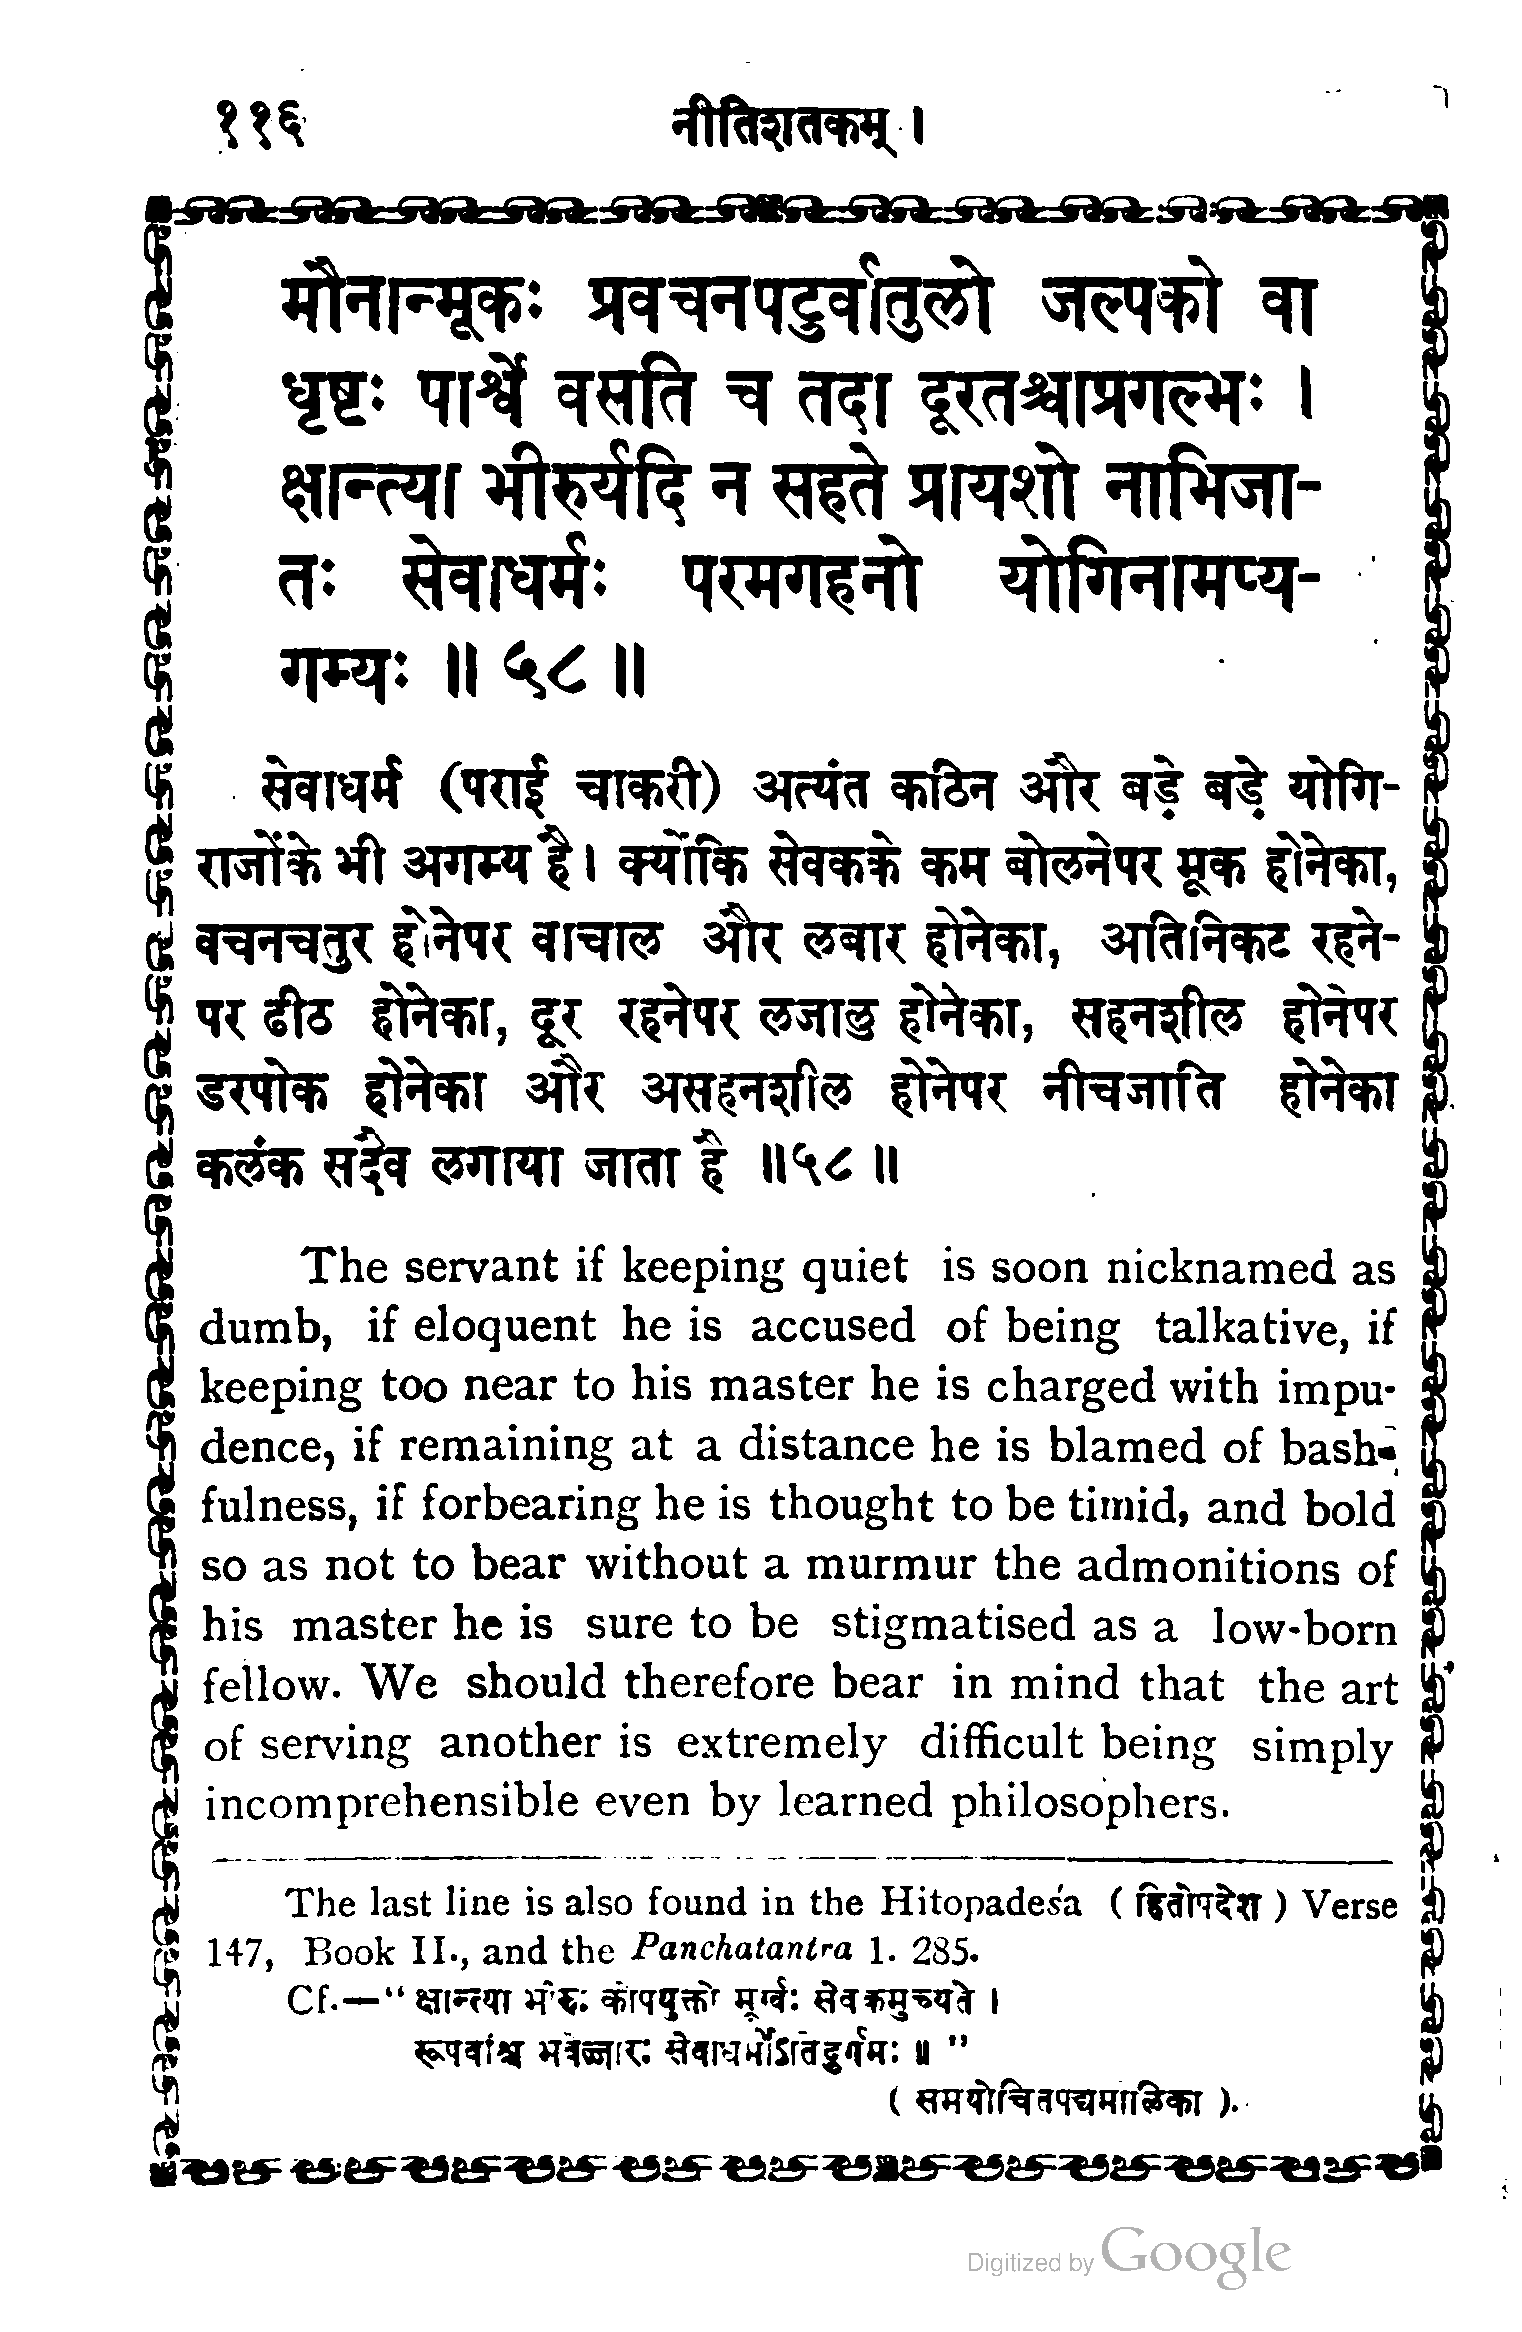 ११६
नीतिशतकम् ।
मौनान्मूकः प्रवचनपटुर्वातुलो जल्पको वा
धृष्टः पार्श्वे वसति च तदा दूरतश्चाप्रगल्भः ।
क्षान्त्या भीरुर्यदि न सहते प्रायशो नाभिजा-
तः सेवाधर्मः परमगहनो योगिनामप्य-
गम्यः ॥ ५८ ॥
सेवाधर्म (पराई चाकरी) अत्यंत कठिन और बड़े बड़े योगि-
राजोंके भी अगम्य है। क्योंकि सेवकके कम बोलनेपर मूक होनेका,
वचनचतुर होनेपर वाचाल और लबार होनेका, अतिनिकट रहने-
पर ढीठ होनेका, दूर रहनेपर लजालु होनेका, सहनशील होनेपर
डरपोक होनेका और असहनशील होनेपर नीचजाति होनेका
कलंक सदैव लगाया जाता है ॥५८॥
The servant if keeping quiet is soon nicknamed as
dumb, if eloquent he is accused of being talkative, if
keeping too near to his master he is charged with impu-
dence, if remaining at a distance he is blamed of bash-
fulness, if forbearing he is thought to be timid, and bold
so as not to bear without a murmur the admonitions of
his master he is sure to be stigmatised as a low-born
fellow. We should therefore bear in mind that the art
of serving another is extremely difficult being simply
incomprehensible even by learned philosophers.
The last line is also found in the Hitopades'a ( हितोपदेश ) Verse
147, Book II., and the Panchatantra 1. 285.
Cf.—" क्षान्त्या भीरुः कोपयुक्तो मूर्खः सेवकमुच्यते ।
रूपवांश्च भवेज्जारः सेवाधर्मोऽतिदुर्गमः ॥ "
( समयोचितपद्यमालिका ).
Digitized by Google